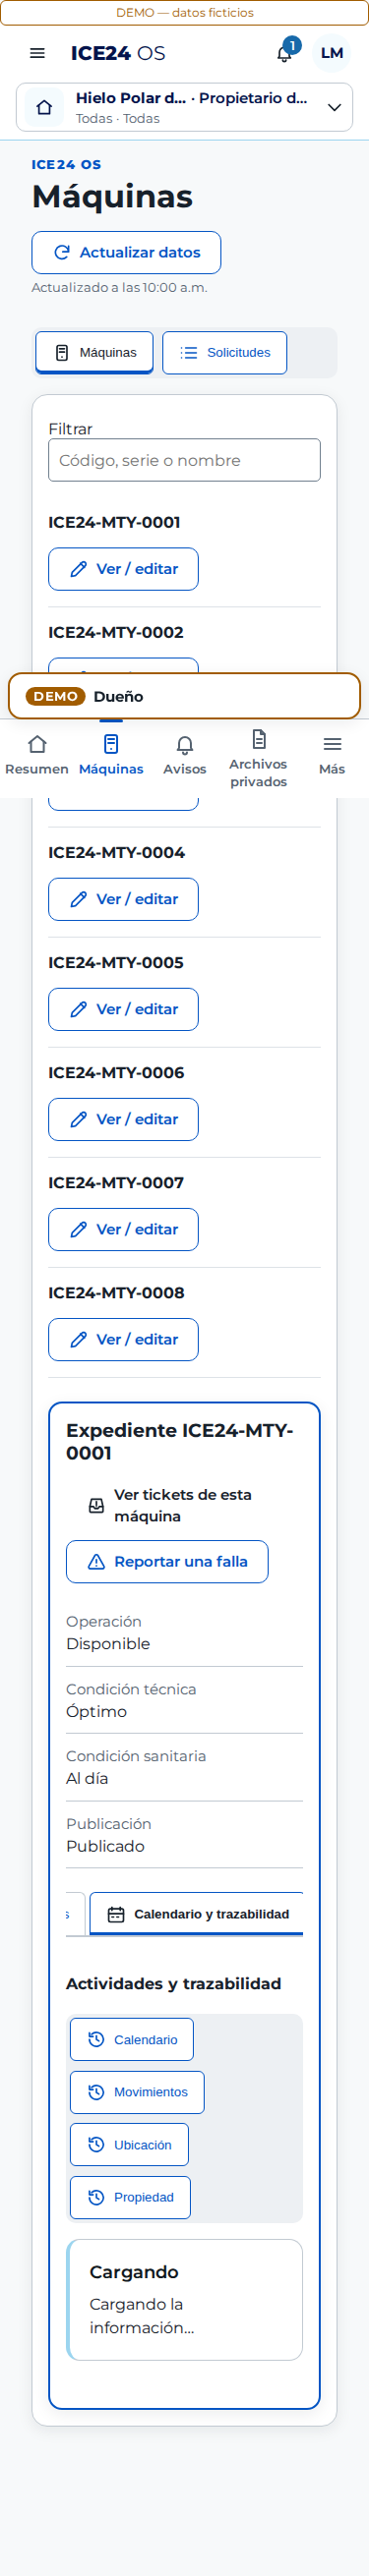 DEMO — datos ficticios
ICE24 OS
1
LM
Hielo Polar d... · Propietario d...
Todas · Todas
ICE24 OS
Máquinas
Actualizar datos
Actualizado a las 10:00 a.m.
Máquinas
Solicitudes
Filtrar
Código, serie o nombre
ICE24-MTY-0001
Ver / editar
ICE24-MTY-0002
DEMO Dueño
Resumen
Máquinas
Avisos
Archivos privados
Más
ICE24-MTY-0004
Ver / editar
ICE24-MTY-0005
Ver / editar
ICE24-MTY-0006
Ver / editar
ICE24-MTY-0007
Ver / editar
ICE24-MTY-0008
Ver / editar
Expediente ICE24-MTY-
0001
Ver tickets de esta
máquina
Reportar una falla
Operación
Disponible
Condición técnica
Óptimo
Condición sanitaria
Al día
Publicación
Publicado
s
Calendario y trazabilidad
Actividades y trazabilidad
Calendario
Movimientos
Ubicación
Propiedad
Cargando
Cargando la
información...